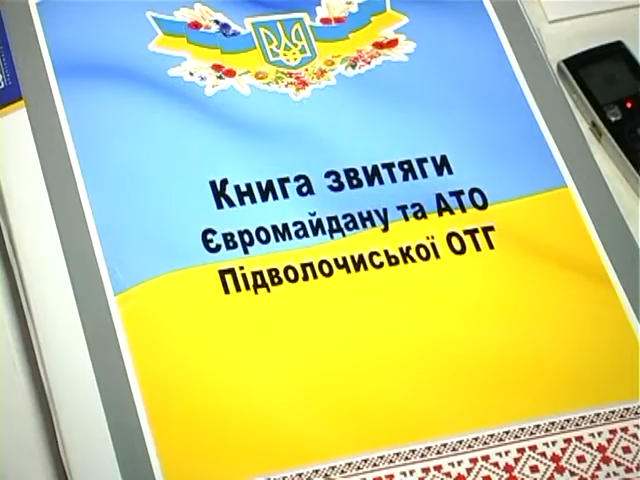 Книга звитяги
Євромайдану та АТО
Підволочиської ОТГ